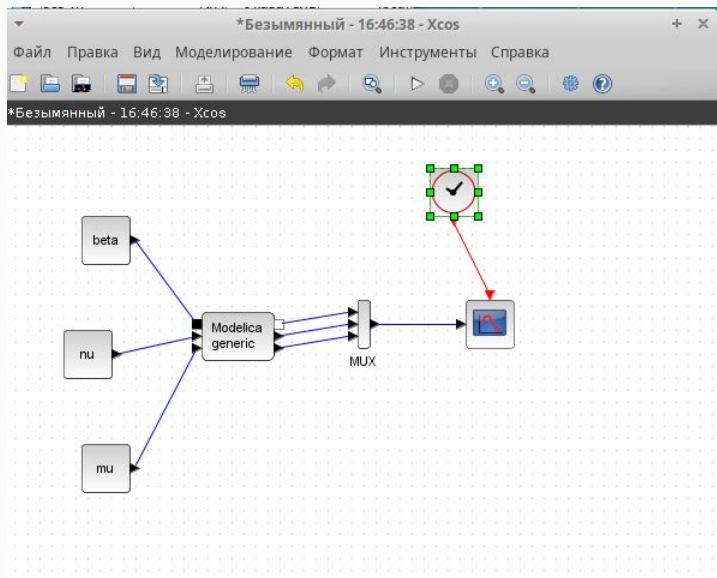 *Безымянный - 16:46:38 - Xcos
Файл Правка Вид Моделирование Формат Инструменты Справка
*Безымянный - 16:46:38 - Xcos
beta
nu
mu
Modelica
generic
MUX